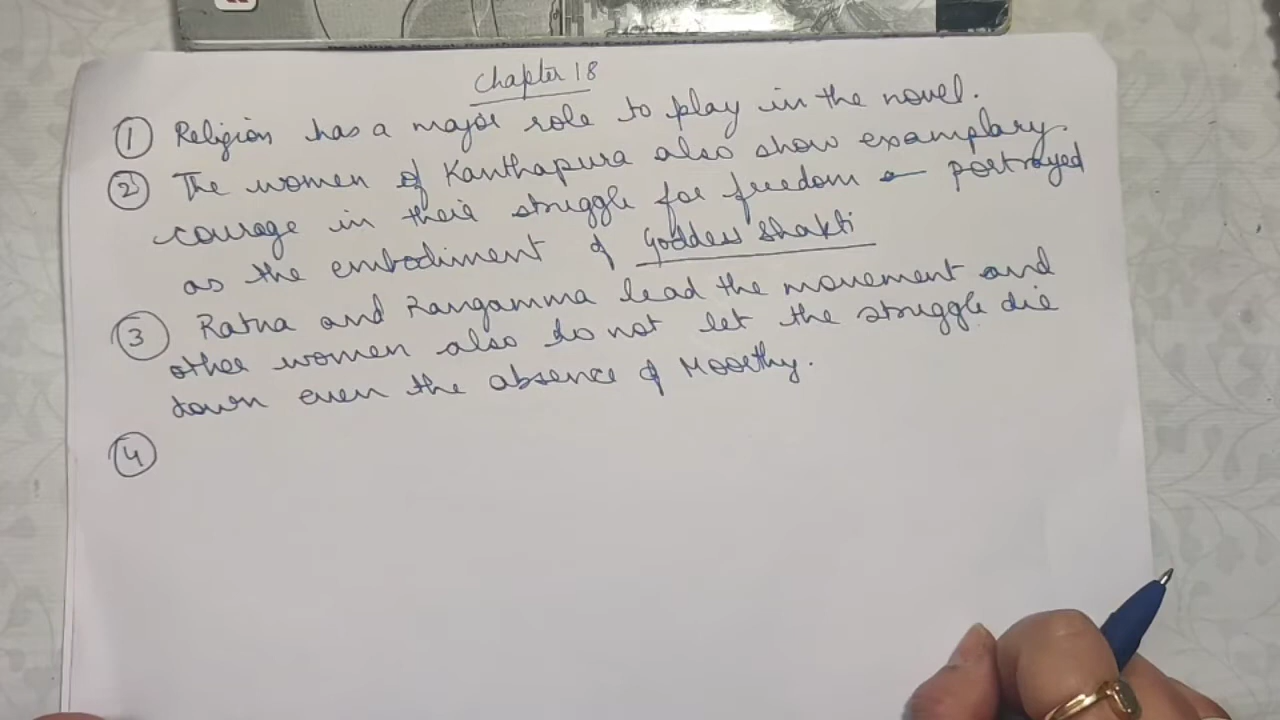 Chapter 18
① Religion has a major role to play in the novel.
② The women of Kanthapura also show examplary
courage in their struggle for freedom - portrayed
as the embodiment of Goddess Shakti
③ Ratna and Rangamma lead the movement and
other women also do not let the struggle die
down even the absence of Moorthy.
④